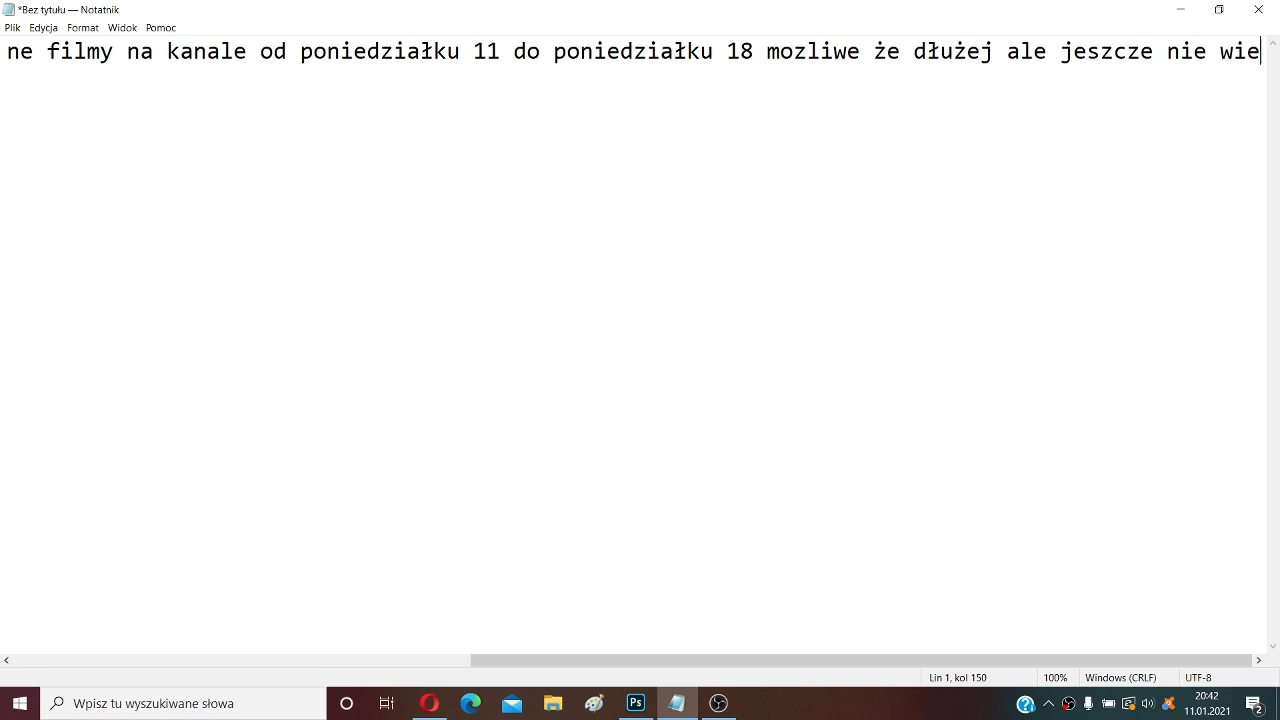 *Bez tytułu — Notatnik
Plik Edycja Format Widok Pomoc
ne filmy na kanale od poniedziałku 11 do poniedziałku 18 mozliwe że dłużej ale jeszcze nie wie
Lin 1, kol 150 100% Windows (CRLF) UTF-8
Wpisz tu wyszukiwane słowa
Ps
20:42
11.01.2021
2